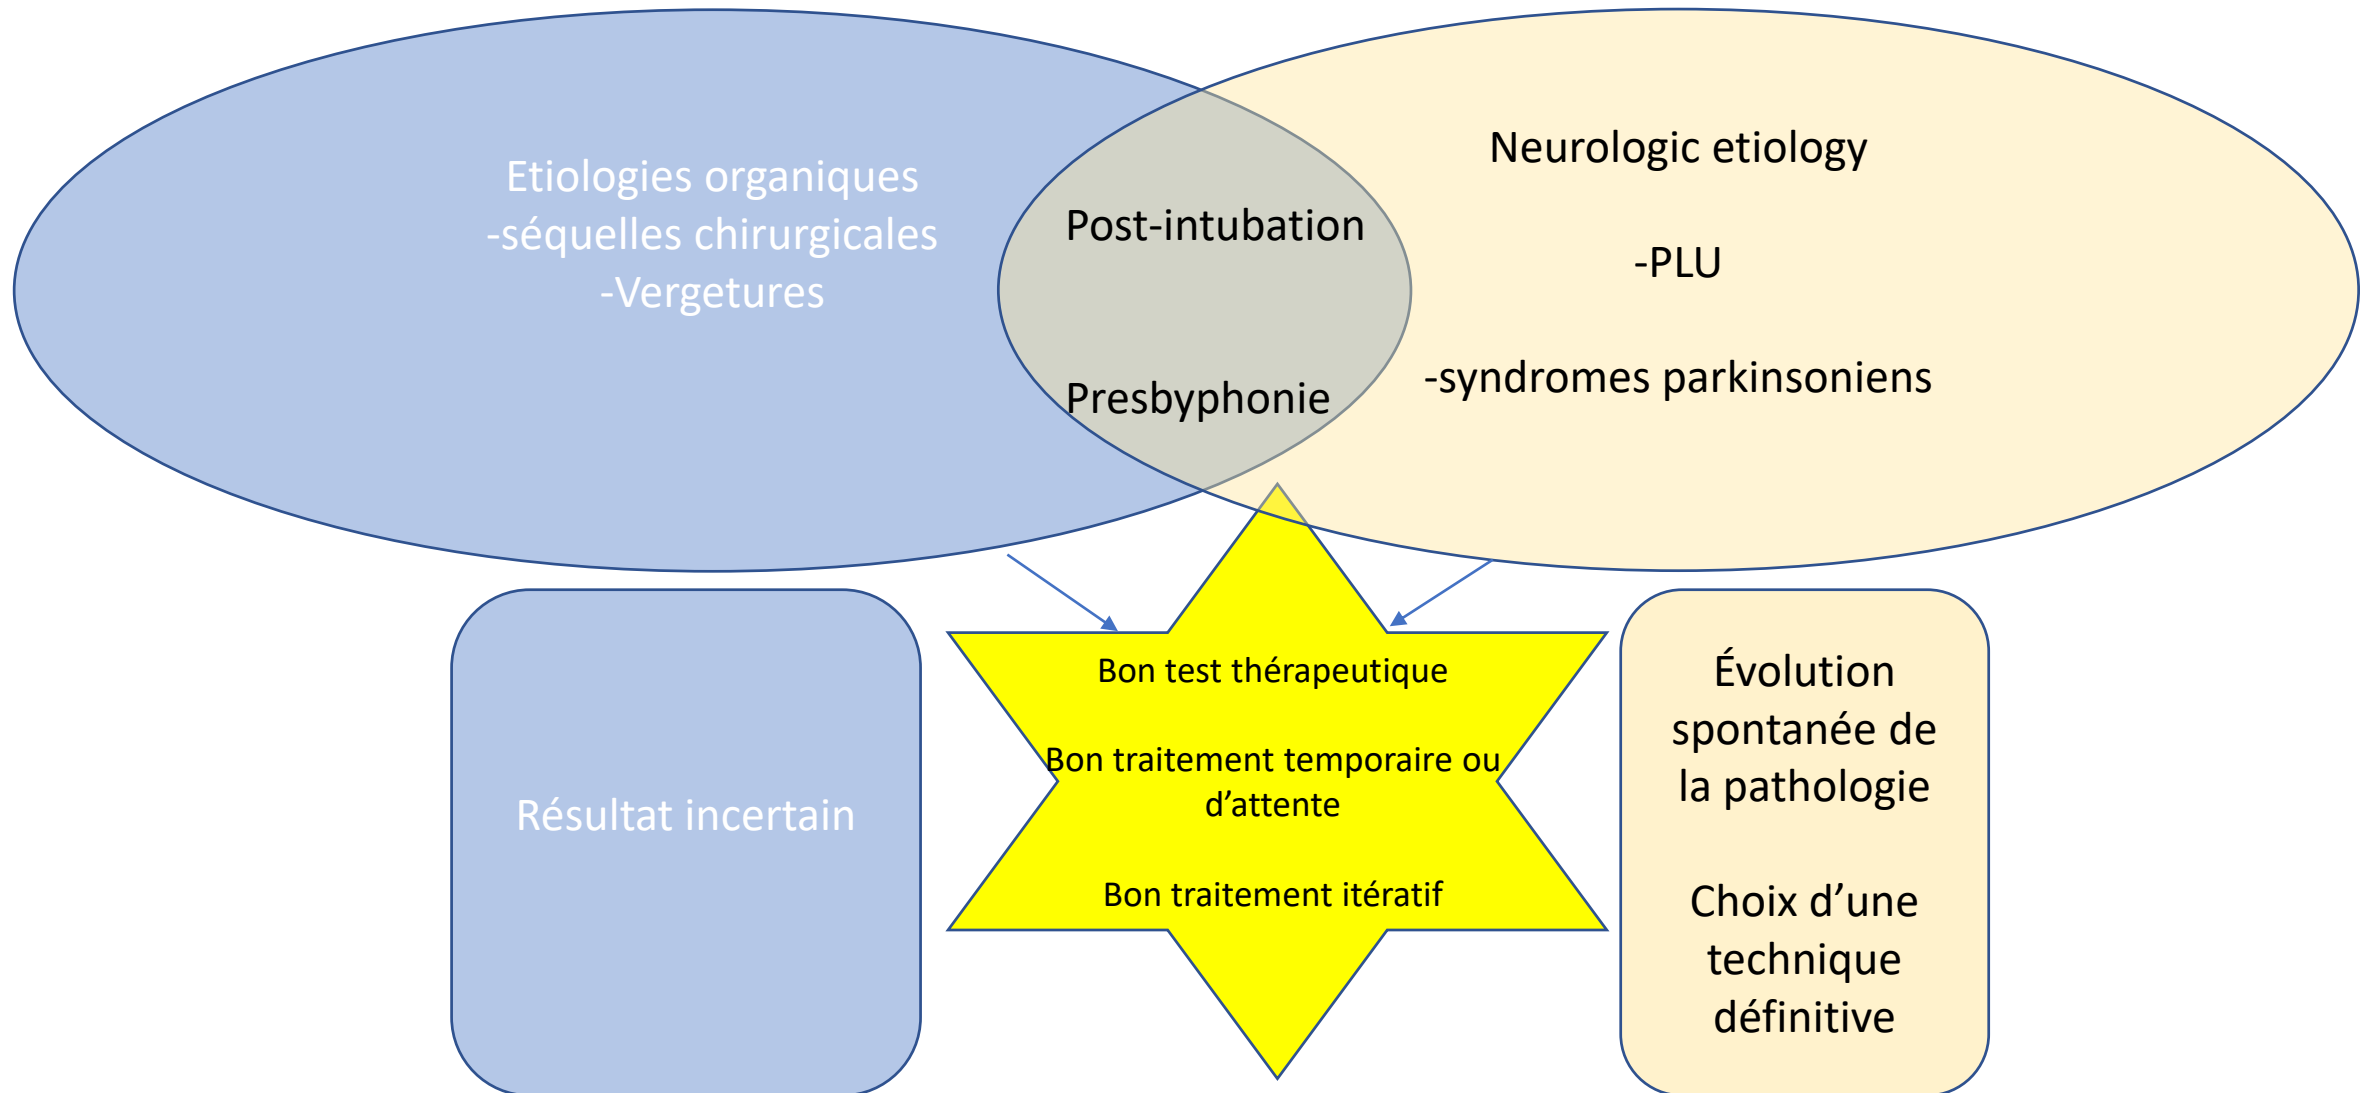 Etiologies organiques
-séquelles chirurgicales
-Vergetures
Post-intubation
Presbyphonie
Neurologic etiology
-PLU
-syndromes parkinsoniens
Résultat incertain
Bon test thérapeutique
Bon traitement temporaire ou
d’attente
Bon traitement itératif
Évolution
spontanée de
la pathologie
Choix d’une
technique
définitive